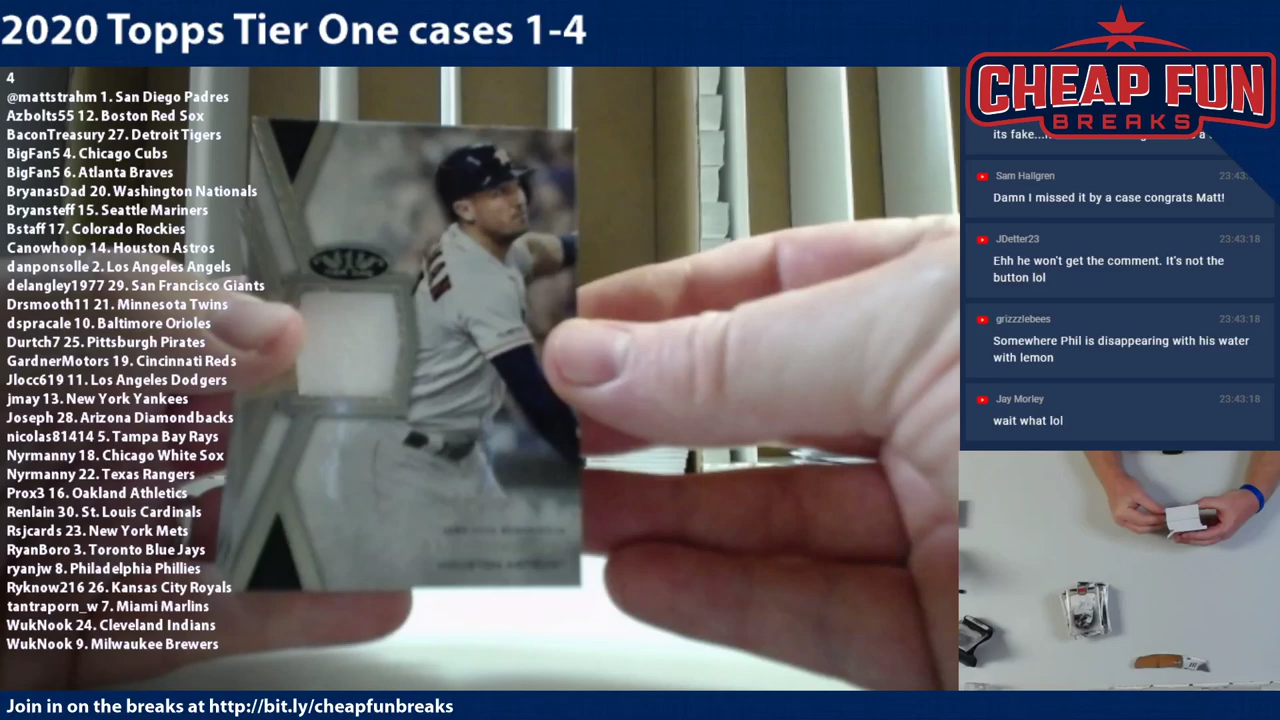 2020 Topps Tier One cases 1-4
4
@mattstrahm 1. San Diego Padres
Azbolts55 12. Boston Red Sox
BaconTreasury 27. Detroit Tigers
BigFan5 4. Chicago Cubs
BigFan5 6. Atlanta Braves
BryanasDad 20. Washington Nationals
Bryansteff 15. Seattle Mariners
Bstaff 17. Colorado Rockies
Canowhoop 14. Houston Astros
danponsolle 2. Los Angeles Angels
delangley1977 29. San Francisco Giants
Drsmooth11 21. Minnesota Twins
dspracale 10. Baltimore Orioles
Durtch7 25. Pittsburgh Pirates
GardnerMotors 19. Cincinnati Reds
Jlocc619 11. Los Angeles Dodgers
jmay 13. New York Yankees
Joseph 28. Arizona Diamondbacks
nicolas81414 5. Tampa Bay Rays
Nyrmanny 18. Chicago White Sox
Nyrmanny 22. Texas Rangers
Prox3 16. Oakland Athletics
Renlain 30. St. Louis Cardinals
Rsjcards 23. New York Mets
RyanBoro 3. Toronto Blue Jays
ryanjw 8. Philadelphia Phillies
Ryknow216 26. Kansas City Royals
tantraporn_w 7. Miami Marlins
WukNook 24. Cleveland Indians
WukNook 9. Milwaukee Brewers
CHEAP FUN
BREAKS
its fake...
Sam Hallgren 23:43
Damn I missed it by a case congrats Matt!
JDetter23 23:43:18
Ehh he won't get the comment. It's not the
button lol
grizzzlebees 23:43:18
Somewhere Phil is disappearing with his water
with lemon
Jay Morley 23:43:18
wait what lol
Join in on the breaks at http://bit.ly/cheapfunbreaks